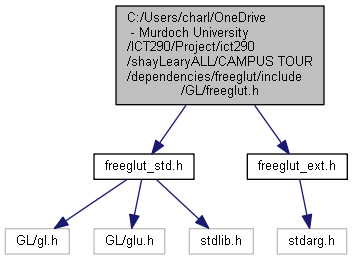 C:/Users/charl/OneDrive
- Murdoch University
/ICT290/Project/ict290
/shayLearyALL/CAMPUS TOUR
/dependencies/freeglut/include
/GL/freeglut.h
freeglut_std.h
freeglut_ext.h
GL/gl.h
GL/glu.h
stdlib.h
stdarg.h